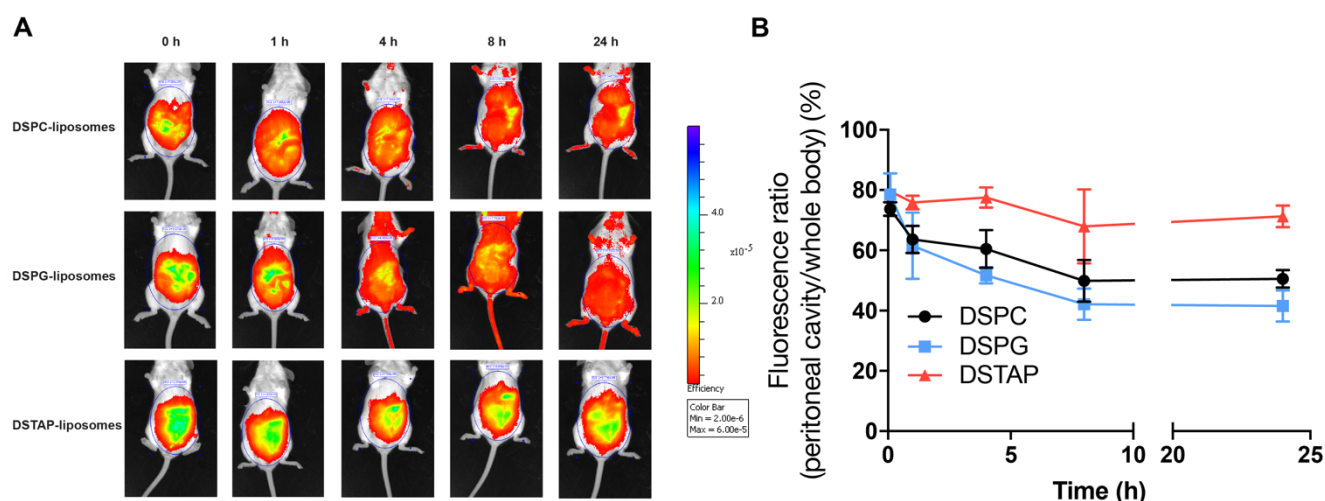 A
0 h 1 h 4 h 8 h 24 h
DSPC-liposomes
DSPG-liposomes
DSTAP-liposomes
4.0
x10⁻⁵
2.0
Efficiency
Color Bar
Min = 2.00e-6
Max = 6.00e-5
B
Fluorescence ratio
(peritoneal cavity/whole body) (%)
100
80
60
40
20
0
DSPC
DSPG
DSTAP
0 5 10 20 25
Time (h)